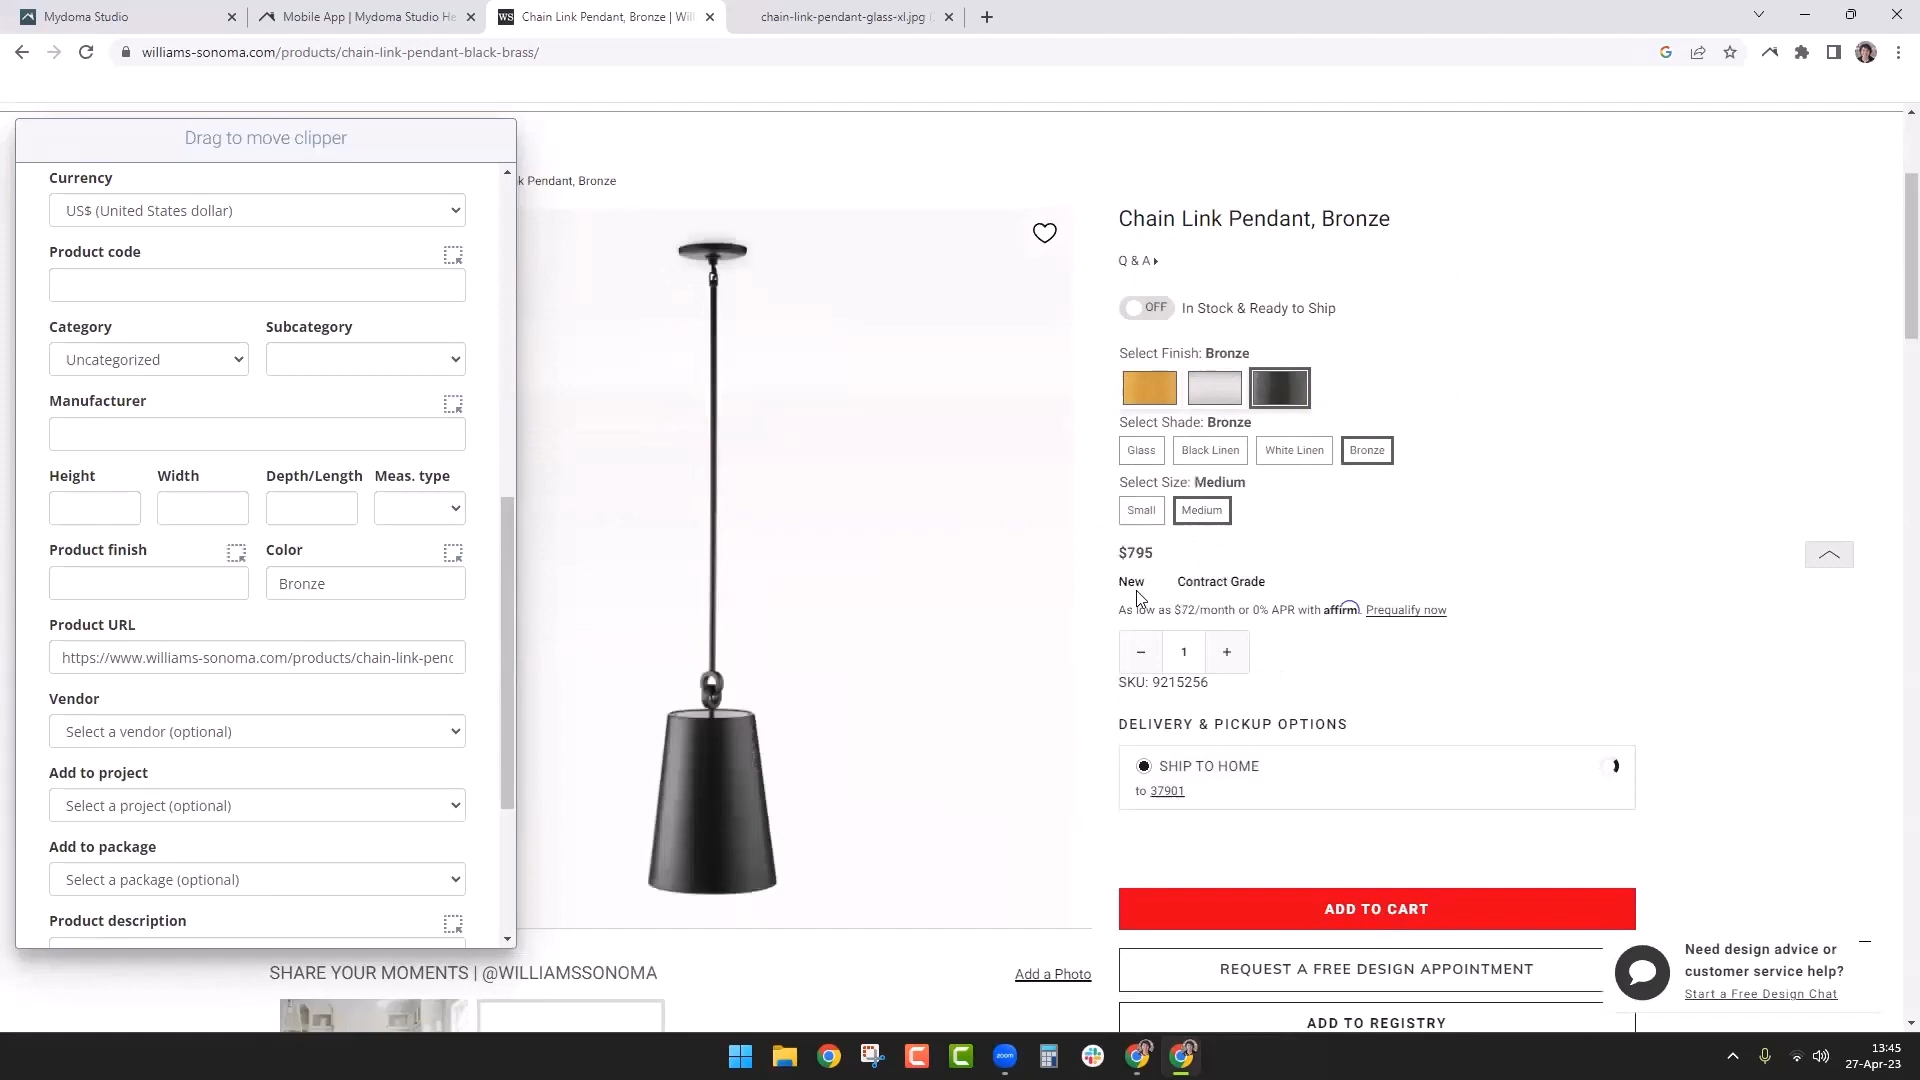 Mydoma Studio
Mobile App | Mydoma Studio He
WS
Chain Link Pendant, Bronze | Will
chain-link-pendant-glass-xl.jpg (
williams-sonoma.com/products/chain-link-pendant-black-brass/
Drag to move clipper
Currency
US$ (United States dollar)
Product code
Category
Subcategory
Uncategorized
Manufacturer
Height
Width
Depth/Length
Meas. type
Product finish
Color
Bronze
Product URL
https://www.williams-sonoma.com/products/chain-link-penc
Vendor
Select a vendor (optional)
Add to project
Select a project (optional)
Add to package
Select a package (optional)
Product description
k Pendant, Bronze
Chain Link Pendant, Bronze
Q & A
OFF
In Stock & Ready to Ship
Select Finish: Bronze
Select Shade: Bronze
Glass
Black Linen
White Linen
Bronze
Select Size: Medium
Small
Medium
$795
New
Contract Grade
As low as $72/month or 0% APR with affirm. Prequalify now
1
SKU: 9215256
DELIVERY & PICKUP OPTIONS
SHIP TO HOME
to 37901
ADD TO CART
REQUEST A FREE DESIGN APPOINTMENT
ADD TO REGISTRY
SHARE YOUR MOMENTS | @WILLIAMSSONOMA
Add a Photo
Need design advice or
customer service help?
Start a Free Design Chat
zoom
13:45
27-Apr-23